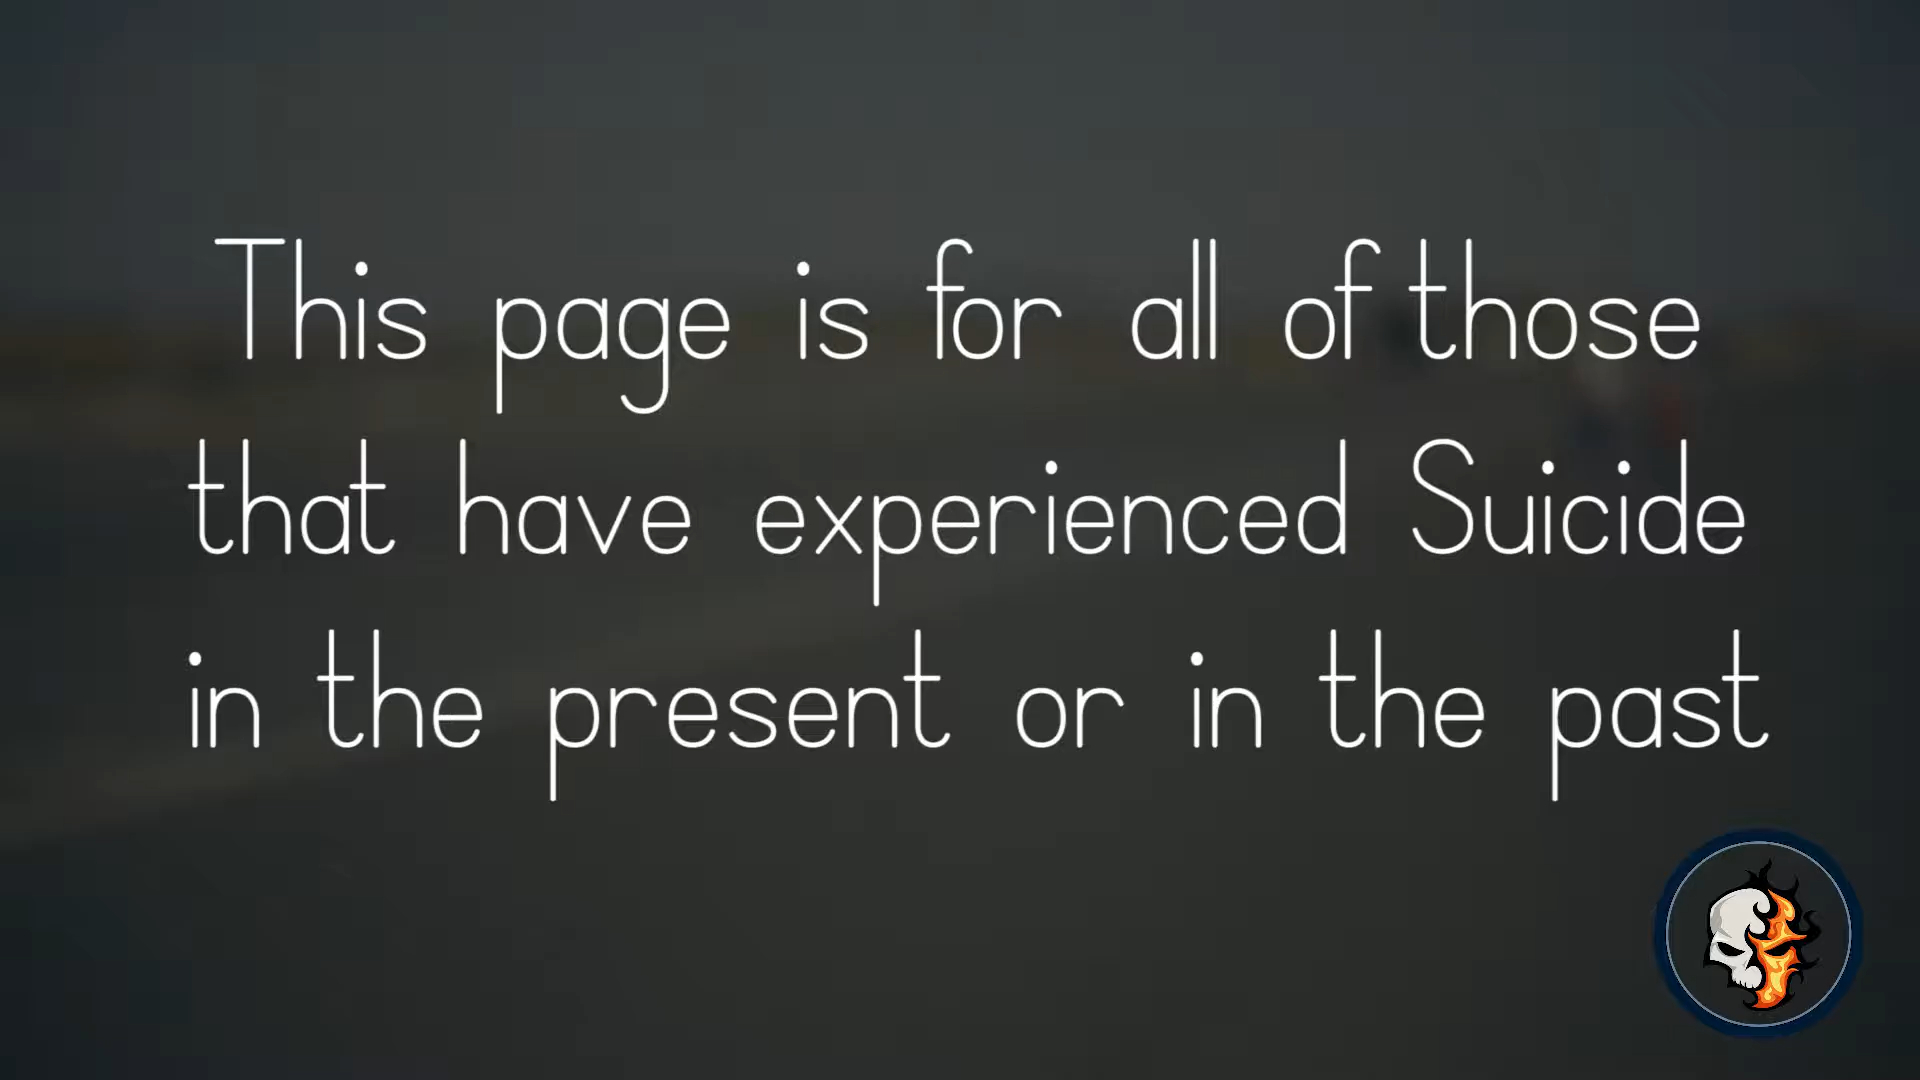 This page is for all of those
that have experienced Suicide
in the present or in the past